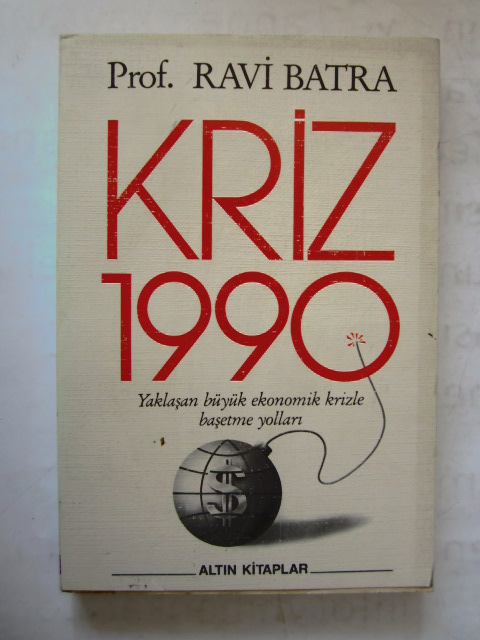 Prof. RAVİ BATRA
KRİZ
1990
Yaklaşan büyük ekonomik krizle
başetme yolları
$
ALTIN KİTAPLAR